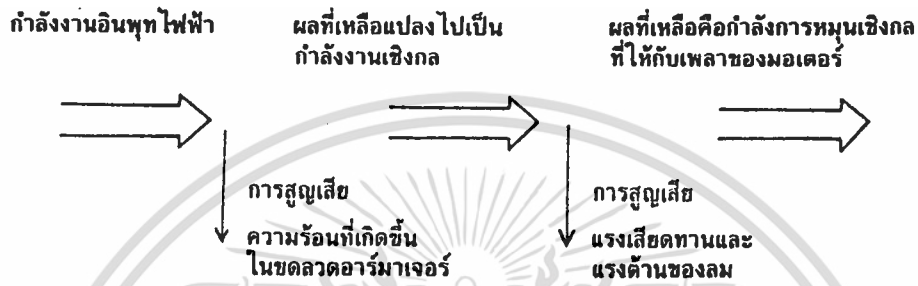 กำลังงานอินพุทไฟฟ้า
ผลที่เหลือแปลงไปเป็น
กำลังงานเชิงกล
ผลที่เหลือคือกำลังการหมุนเชิงกล
ที่ให้กับเพลาของมอเตอร์
การสูญเสีย
ความร้อนที่เกิดขึ้น
ในขดลวดอาร์มาเจอร์
การสูญเสีย
แรงเสียดทานและ
แรงต้านของลม